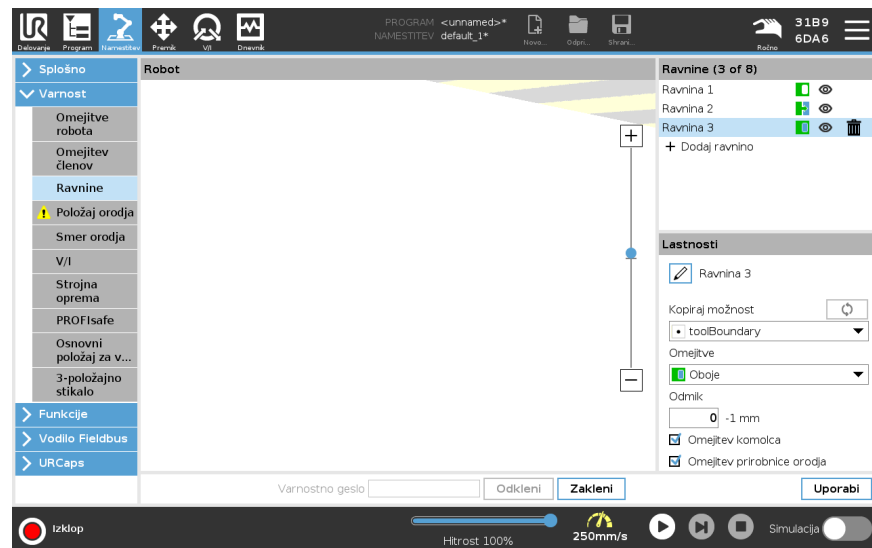 PROGRAM <unnamed>*
NAMESTITEV default_1*
Delovanje
Program
Namestitev
Premik
V/I
Dnevnik
Novo...
Odpri...
Shrani...
Ročno
31B9
6DA6
Splošno
Varnost
Omejitve
robota
Omejitev
členov
Ravnine
Položaj orodja
Smer orodja
V/I
Strojna
oprema
PROFIsafe
Osnovni
položaj za v...
3-položajno
stikalo
Funkcije
Vodilo Fieldbus
URCaps
Robot
Ravnine (3 of 8)
Ravnina 1
Ravnina 2
Ravnina 3
+ Dodaj ravnino
Lastnosti
Ravnina 3
Kopiraj možnost
toolBoundary
Omejitve
Oboje
Odmik
0 -1 mm
Omejitev komolca
Omejitev prirobnice orodja
Varnostno geslo
Odkleni
Zakleni
Uporabi
Izklop
Hitrost 100%
250mm/s
Simulacija